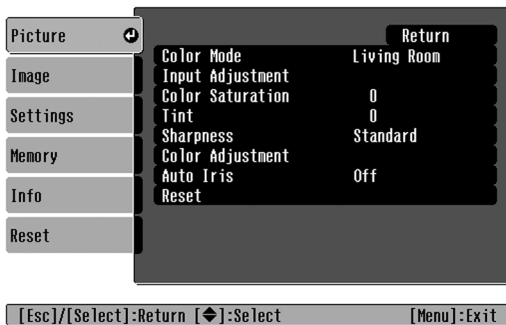 Picture
Image
Settings
Memory
Info
Reset
Return
Color Mode Living Room
Input Adjustment
Color Saturation 0
Tint 0
Sharpness Standard
Color Adjustment
Auto Iris Off
Reset
[Esc]/[Select]:Return [◆]:Select [Menu]:Exit